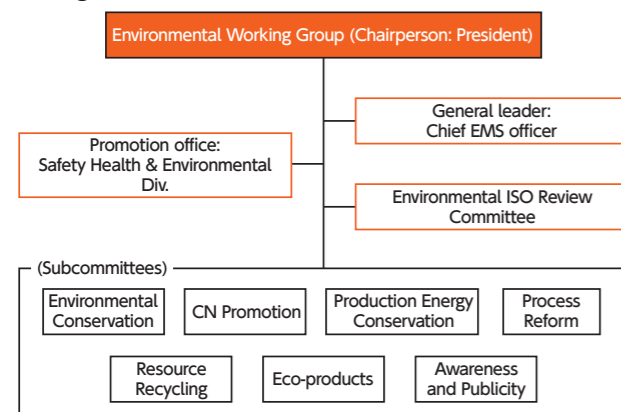 Environmental Working Group (Chairperson: President)
General leader:
Chief EMS officer
Promotion office:
Safety Health & Environmental
Div.
Environmental ISO Review
Committee
(Subcommittees)
Environmental
Conservation
CN Promotion
Production Energy
Conservation
Process
Reform
Resource
Recycling
Eco-products
Awareness
and Publicity